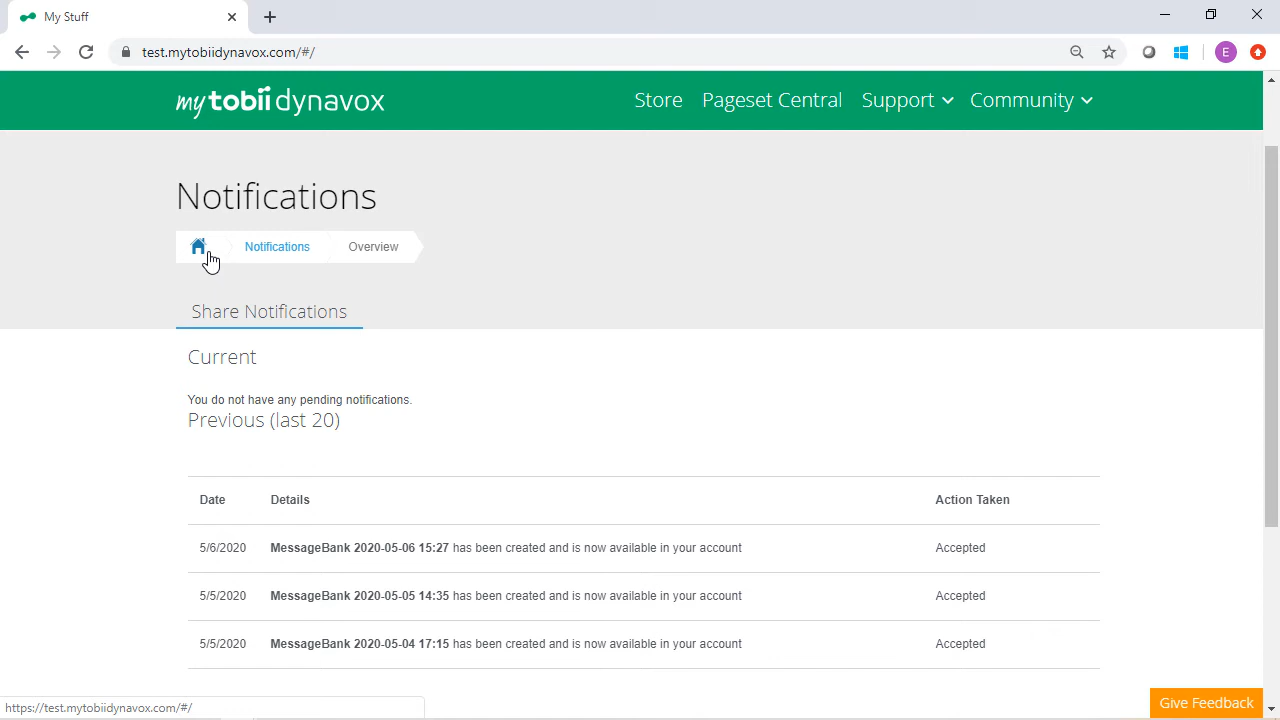 My Stuff
test.mytobiidynavox.com/#/
E
my tobii dynavox
Store Pageset Central Support Community
Notifications
Notifications Overview
Share Notifications
Current
You do not have any pending notifications.
Previous (last 20)
Date Details Action Taken
5/6/2020 MessageBank 2020-05-06 15:27 has been created and is now available in your account Accepted
5/5/2020 MessageBank 2020-05-05 14:35 has been created and is now available in your account Accepted
5/5/2020 MessageBank 2020-05-04 17:15 has been created and is now available in your account Accepted
https://test.mytobiidynavox.com/#/
Give Feedback